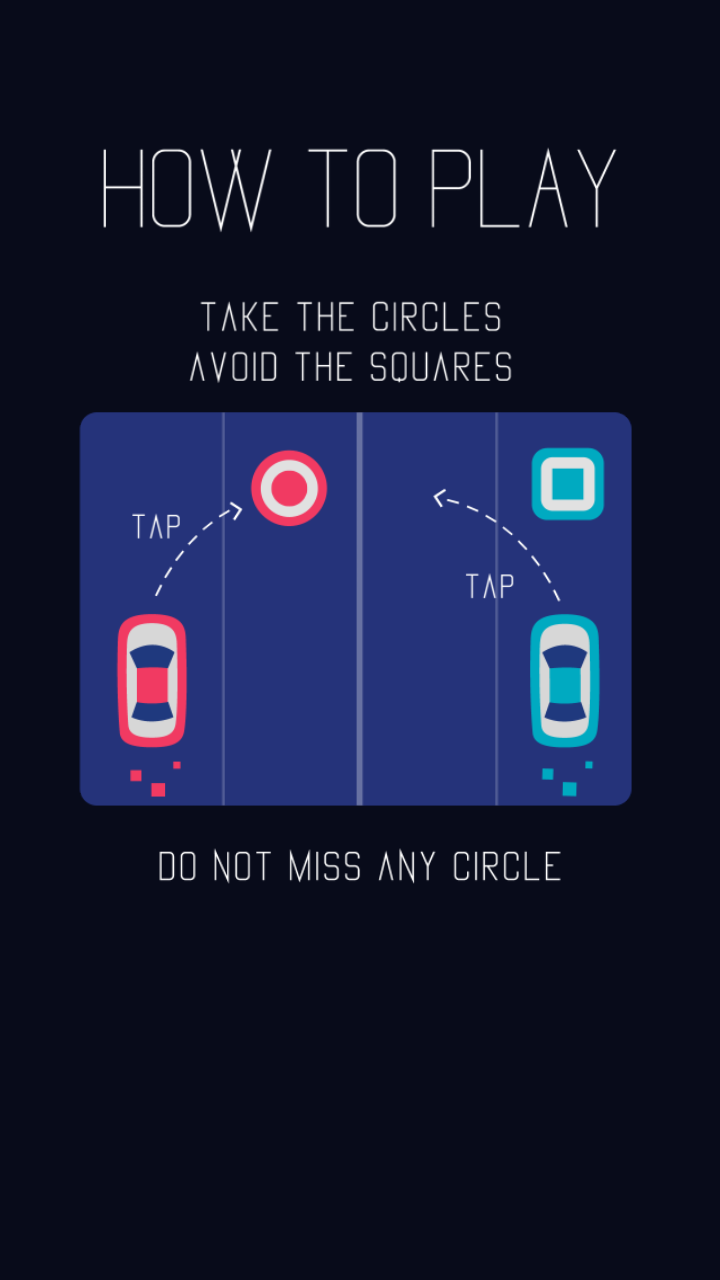 HOW TO PLAY
TAKE THE CIRCLES
AVOID THE SQUARES
TAP
TAP
DO NOT MISS ANY CIRCLE